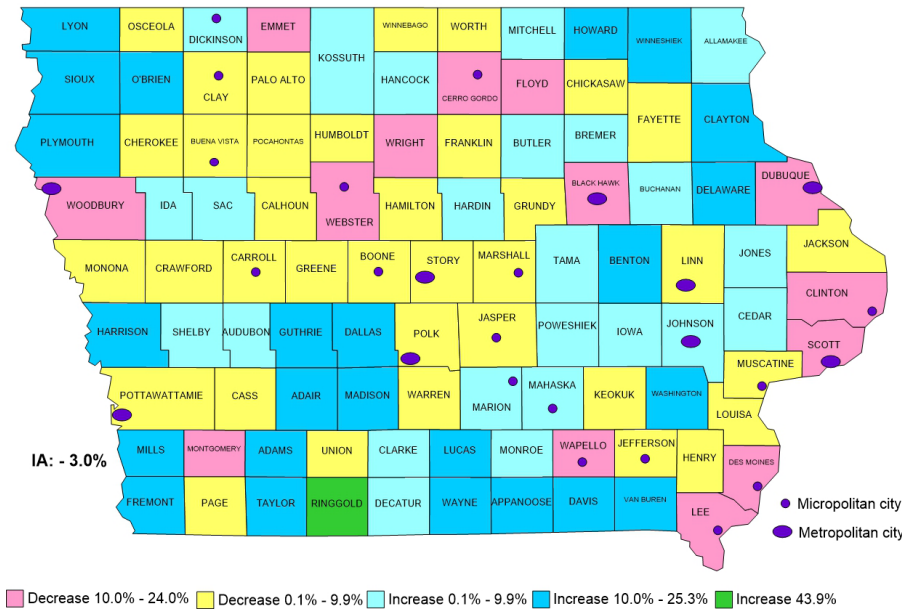 LYON OSCEOLA DICKINSON EMMET WINNEBAGO WORTH MITCHELL HOWARD WINNESHIEK ALLAMAKEE
KOSSUTH
SIOUX O'BRIEN CLAY PALO ALTO HANCOCK CERRO GORDO FLOYD CHICKASAW
FAYETTE CLAYTON
PLYMOUTH CHEROKEE BUENA VISTA POCAHONTAS HUMBOLDT WRIGHT FRANKLIN BUTLER BREMER
WOODBURY IDA SAC CALHOUN WEBSTER HAMILTON HARDIN GRUNDY BLACK HAWK BUCHANAN DELAWARE DUBUQUE
MONONA CRAWFORD CARROLL GREENE BOONE STORY MARSHALL TAMA BENTON LINN JONES JACKSON
CLINTON
HARRISON SHELBY AUDUBON GUTHRIE DALLAS POLK JASPER POWESHIEK IOWA JOHNSON CEDAR
SCOTT
MUSCATINE
POTTAWATTAMIE CASS ADAIR MADISON WARREN MARION MAHASKA KEOKUK WASHINGTON
LOUISA
IA: - 3.0%
MILLS MONTGOMERY ADAMS UNION CLARKE LUCAS MONROE WAPELLO JEFFERSON HENRY DES MOINES
FREMONT PAGE TAYLOR RINGGOLD DECATUR WAYNE APPANOOSE DAVIS VAN BUREN LEE
Micropolitan city
Metropolitan city
Decrease 10.0% - 24.0% Decrease 0.1% - 9.9% Increase 0.1% - 9.9% Increase 10.0% - 25.3% Increase 43.9%